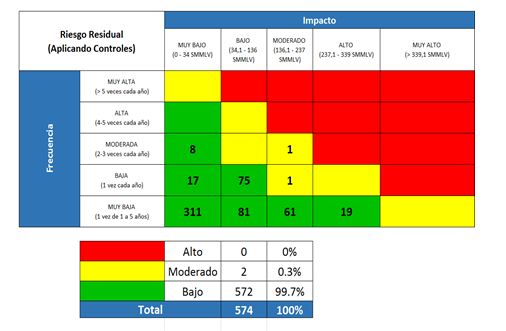 Riesgo Residual
(Aplicando Controles)
Impacto
MUY BAJO
(0 - 34 SMMLV)
BAJO
(34,1 - 136
SMMLV)
MODERADO
(136,1 - 237
SMMLV)
ALTO
(237,1 - 339 SMMLV)
MUY ALTO
(> 339,1 SMMLV)
Frecuencia
MUY ALTA
(> 5 veces cada año)
ALTA
(4-5 veces cada año)
MODERADA
(2-3 veces cada año)
8
1
BAJA
(1 vez cada año)
17
75
1
MUY BAJA
(1 vez de 1 a 5 años)
311
81
61
19
Alto 0 0%
Moderado 2 0.3%
Bajo 572 99.7%
Total 574 100%